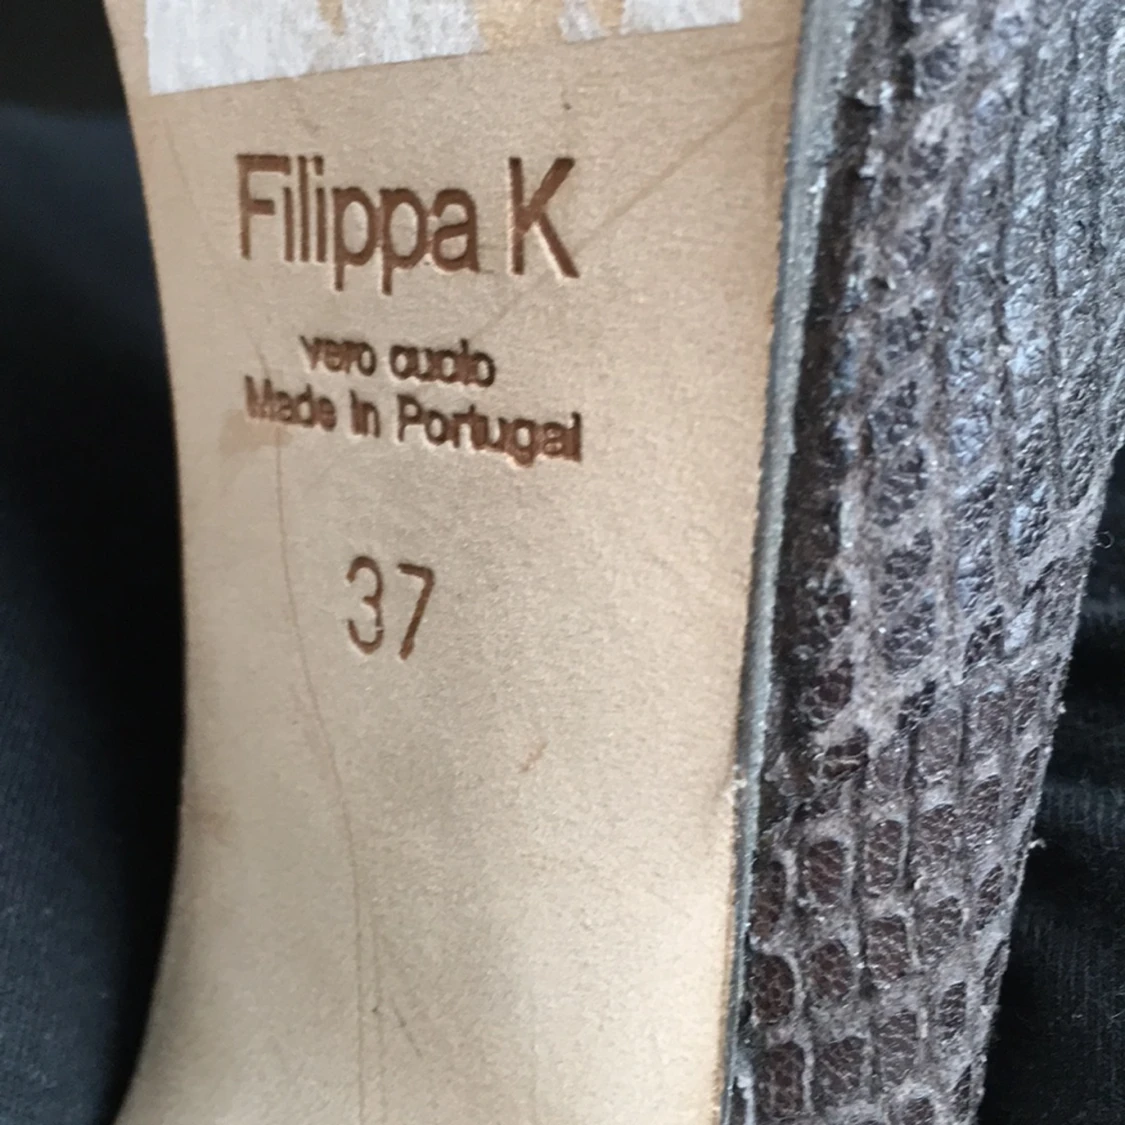 Filippa K
vero cuoio
Made in Portugal
37